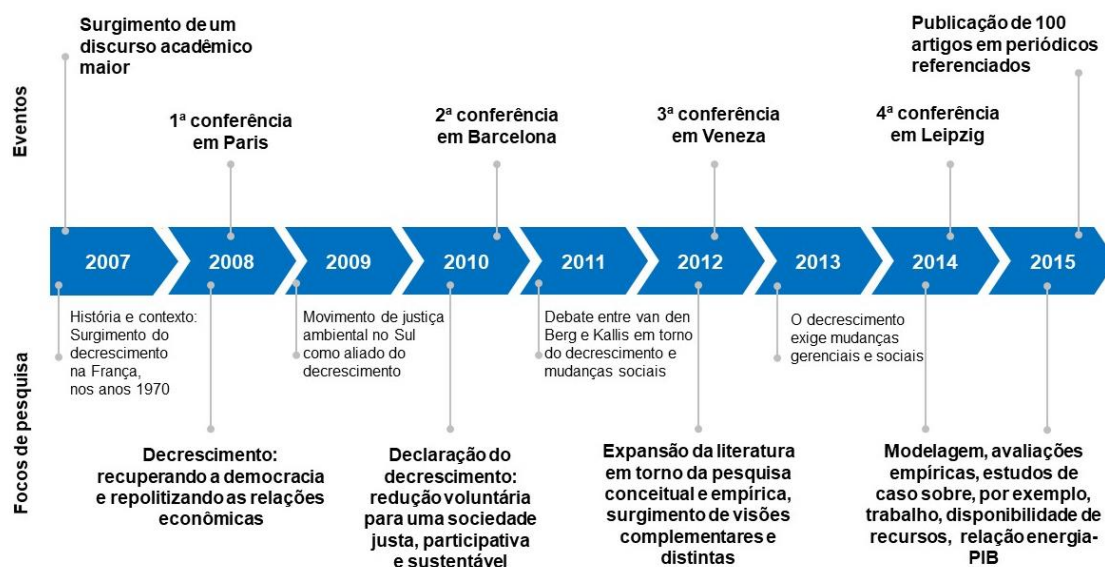 Eventos
Surgimento de um
discurso acadêmico
maior
1ª conferência
em Paris
2ª conferência
em Barcelona
3ª conferência
em Veneza
4ª conferência
em Leipzig
Publicação de 100
artigos em periódicos
referenciados
2007
2008
2009
2010
2011
2012
2013
2014
2015
Focos de pesquisa
História e contexto:
Surgimento do
decrescimento
na França,
nos anos 1970
Movimento de justiça
ambiental no Sul
como aliado do
decrescimento
Debate entre van den
Berg e Kallis em torno
do decrescimento e
mudanças sociais
O decrescimento
exige mudanças
gerenciais e sociais
Decrescimento:
recuperando a democracia
e repolitizando as relações
econômicas
Declaração do
decrescimento:
redução voluntária
para uma sociedade
justa, participativa
e sustentável
Expansão da literatura
em torno da pesquisa
conceitual e empírica,
surgimento de visões
complementares e
distintas
Modelagem, avaliações
empíricas, estudos de
caso sobre, por exemplo,
trabalho, disponibilidade de
recursos, relação energia-
PIB